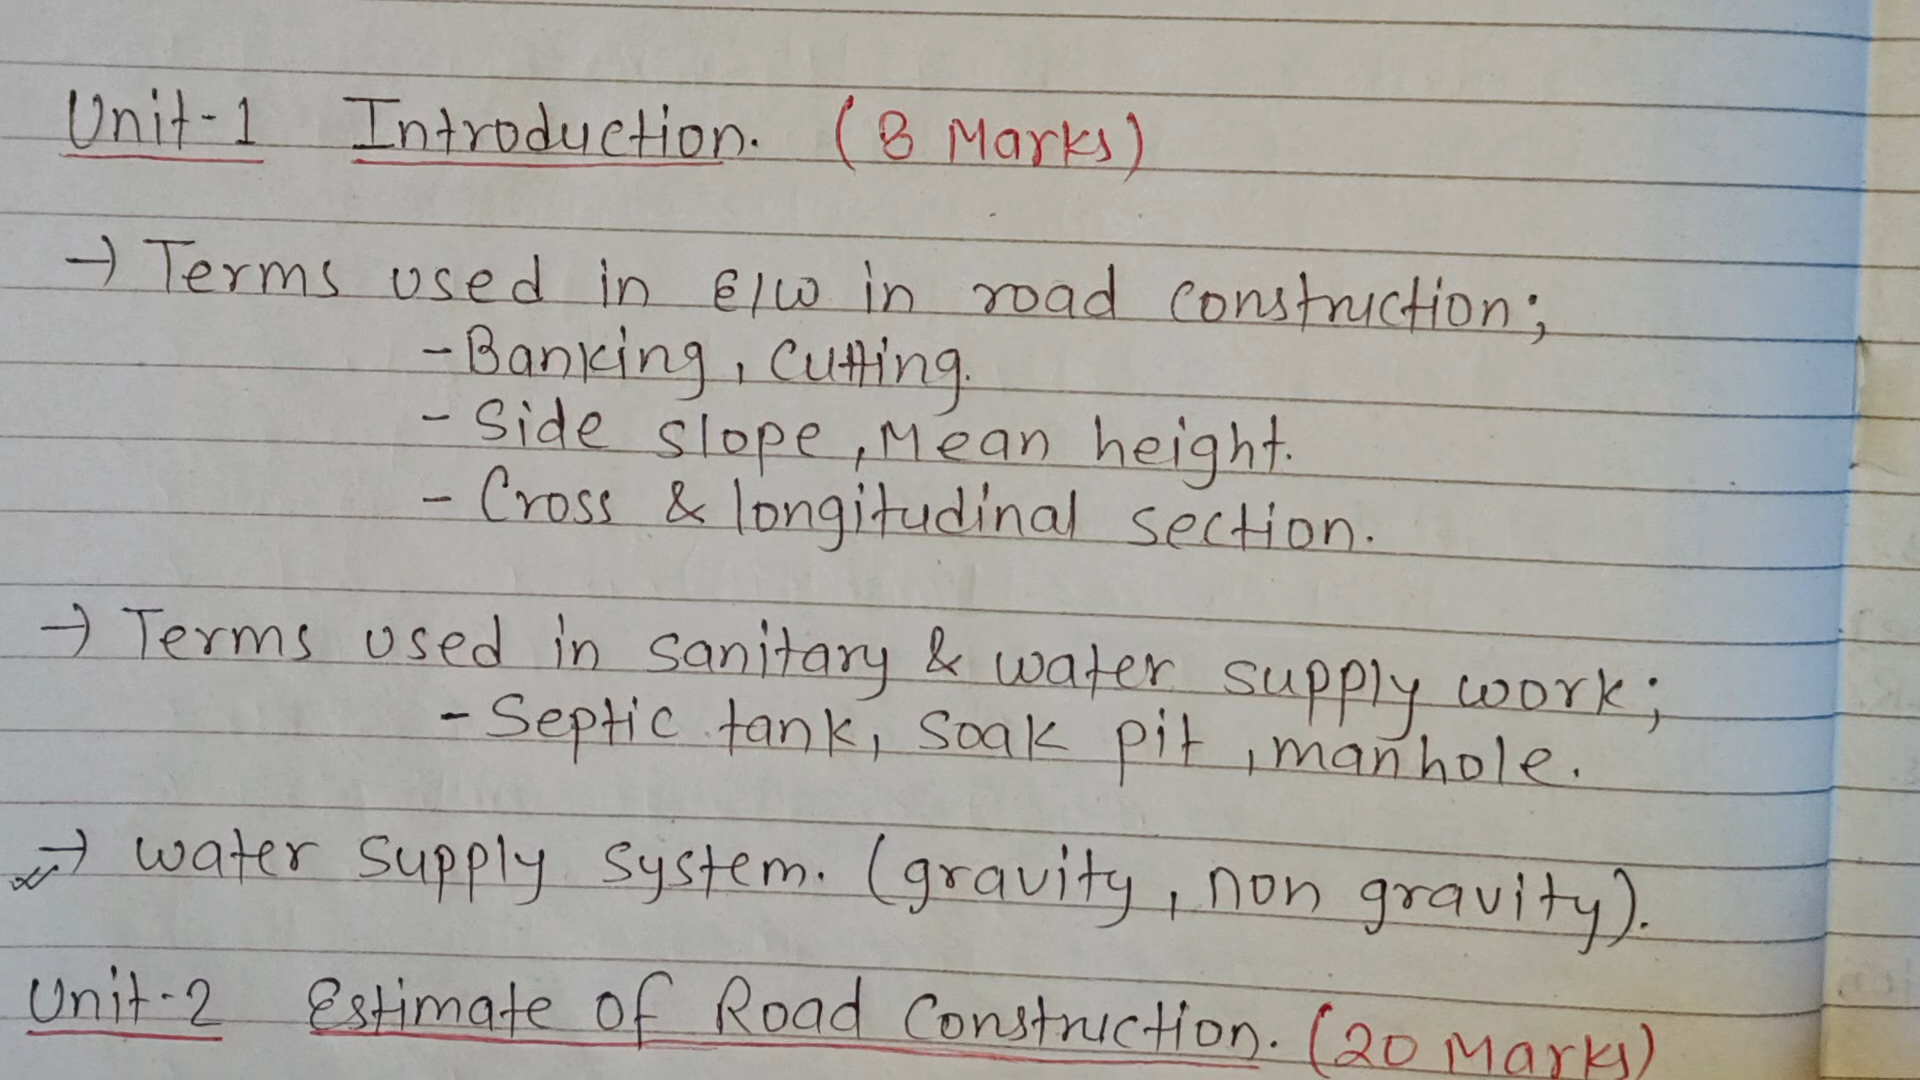 Unit-1 Introduction. (8 Marks)
→ Terms used in E/W in road construction;
- Banking, cutting.
- Side slope, Mean height.
- Cross & longitudinal section.
→ Terms used in sanitary & water supply work;
- Septic tank, soak pit, manhole.
→ water supply system. (gravity, non gravity).
Unit-2 Estimate of Road Construction. (20 Marks)